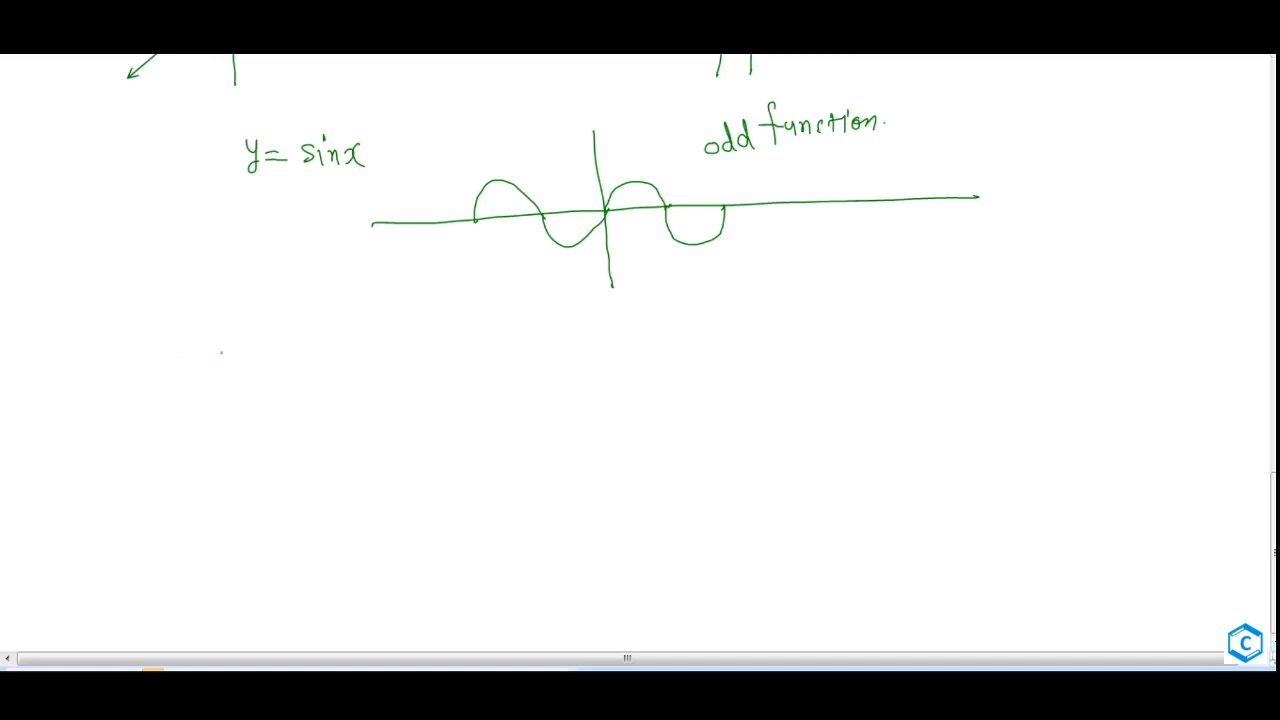 odd function.
y= sinx
C